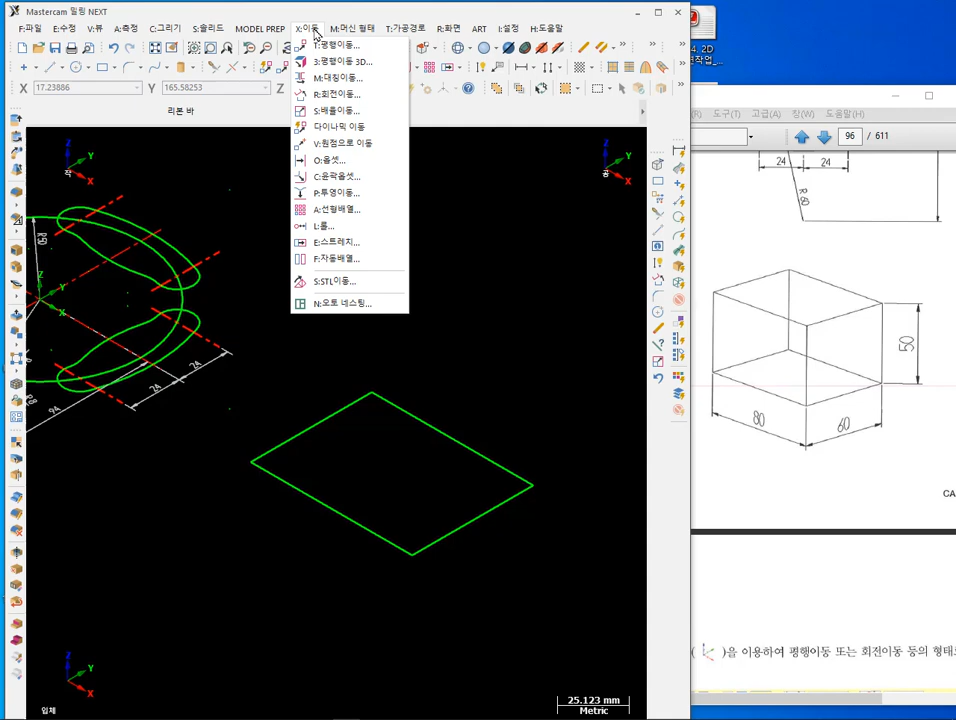 Mastercam 밀링 NEXT
F:파일 E:수정 V:뷰 A:측정 C:그리기 S:솔리드 MODEL PREP X:이동 M:머신 형태 T:가공경로 R:화면 ART I:설정 H:도움말
X 17.23886 Y 165.58253 Z
리본 바
T:평행이동...
3:평행이동 3D...
M:대칭이동...
R:회전이동...
S:배율이동...
다이나믹 이동
V:원점으로 이동
O:옵셋...
C:윤곽옵셋...
P:투영이동...
A:선형배열...
L:롤...
E:스트레치...
F:자동배열...
S:STL이동...
N:오토 네스팅...
Z
Y
X
Z
Y
X
R60
Z
Y
X
24
24
94
Z
Y
X
입체
25.123 mm
Metric
4. 2D
도구(T) 고급(A) 창(W) 도움말(H)
96 / 611
24 24
R60
50
80
60
CA
( )을 이용하여 평행이동 또는 회전이동 등의 형태로